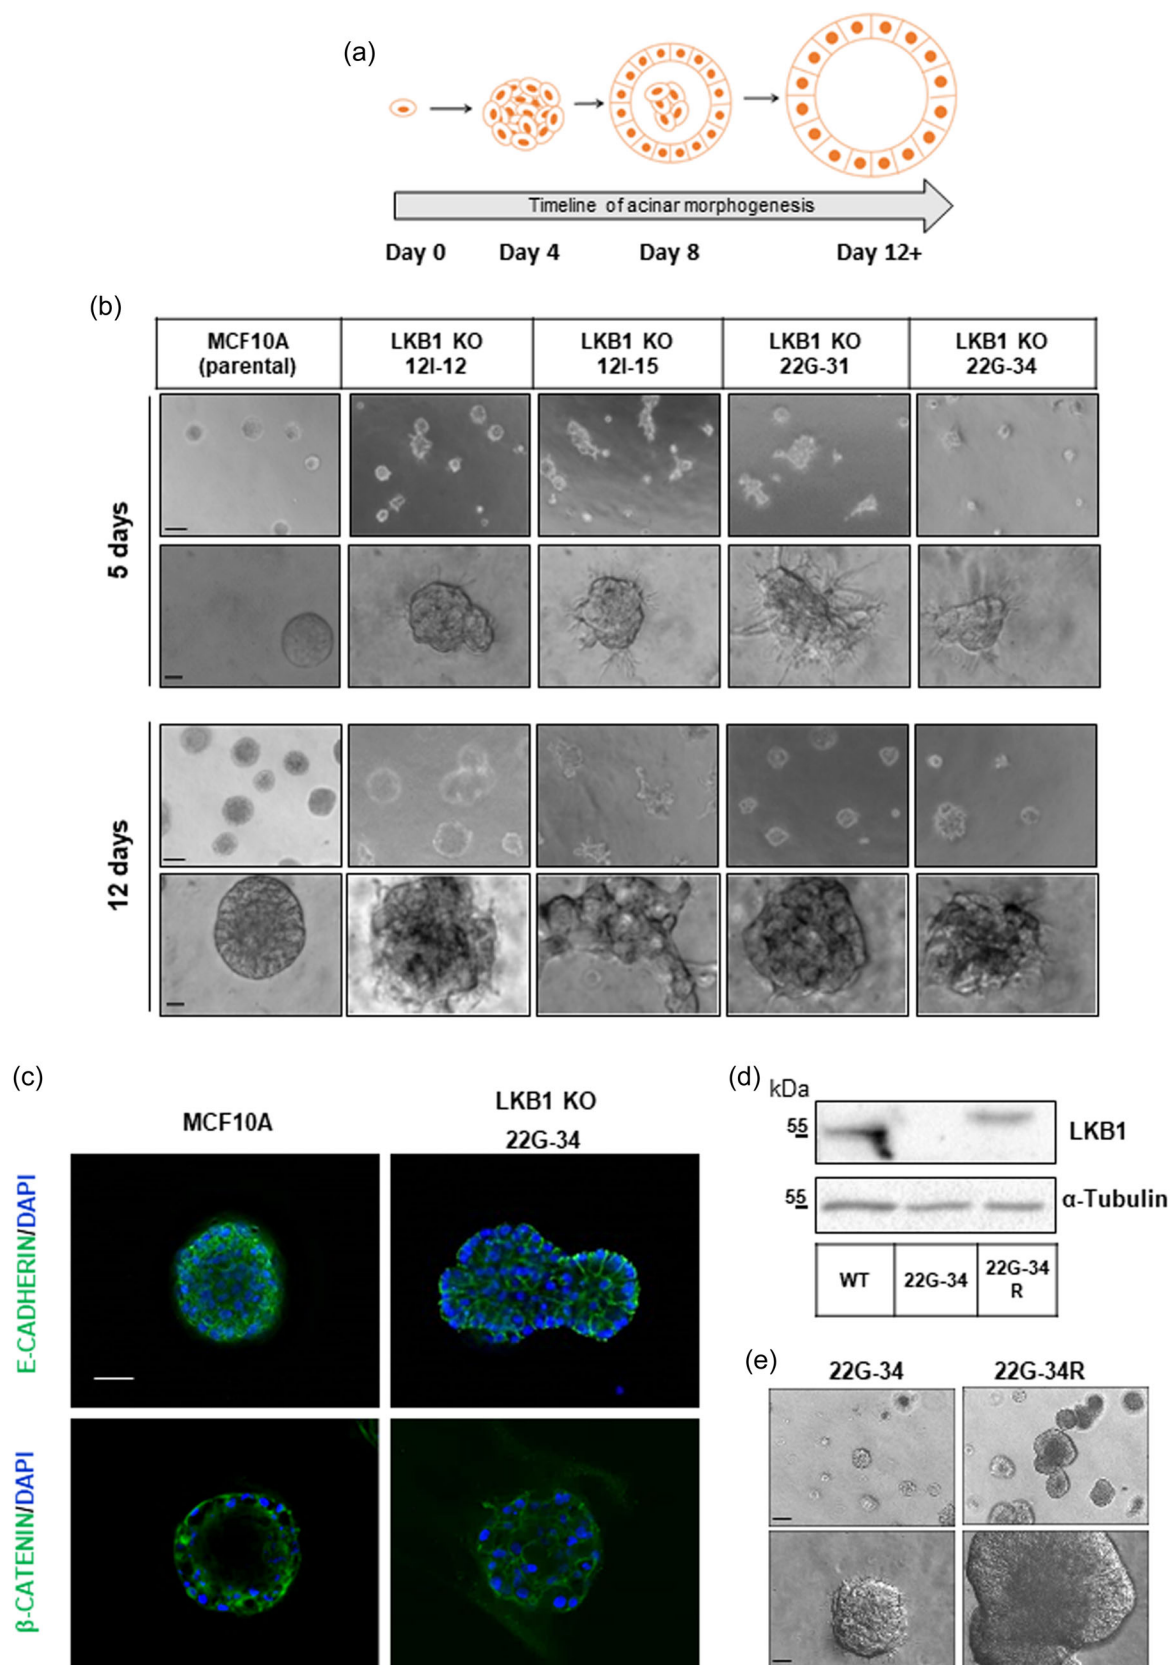 (a)
Timeline of acinar morphogenesis
Day 0 Day 4 Day 8 Day 12+
(b)
MCF10A (parental)
LKB1 KO 12I-12
LKB1 KO 12I-15
LKB1 KO 22G-31
LKB1 KO 22G-34
5 days
12 days
(c)
MCF10A
LKB1 KO
22G-34
E-CADHERIN/DAPI
β-CATENIN/DAPI
(d)
kDa
55
LKB1
55
α-Tubulin
WT
22G-34
22G-34 R
(e)
22G-34
22G-34R